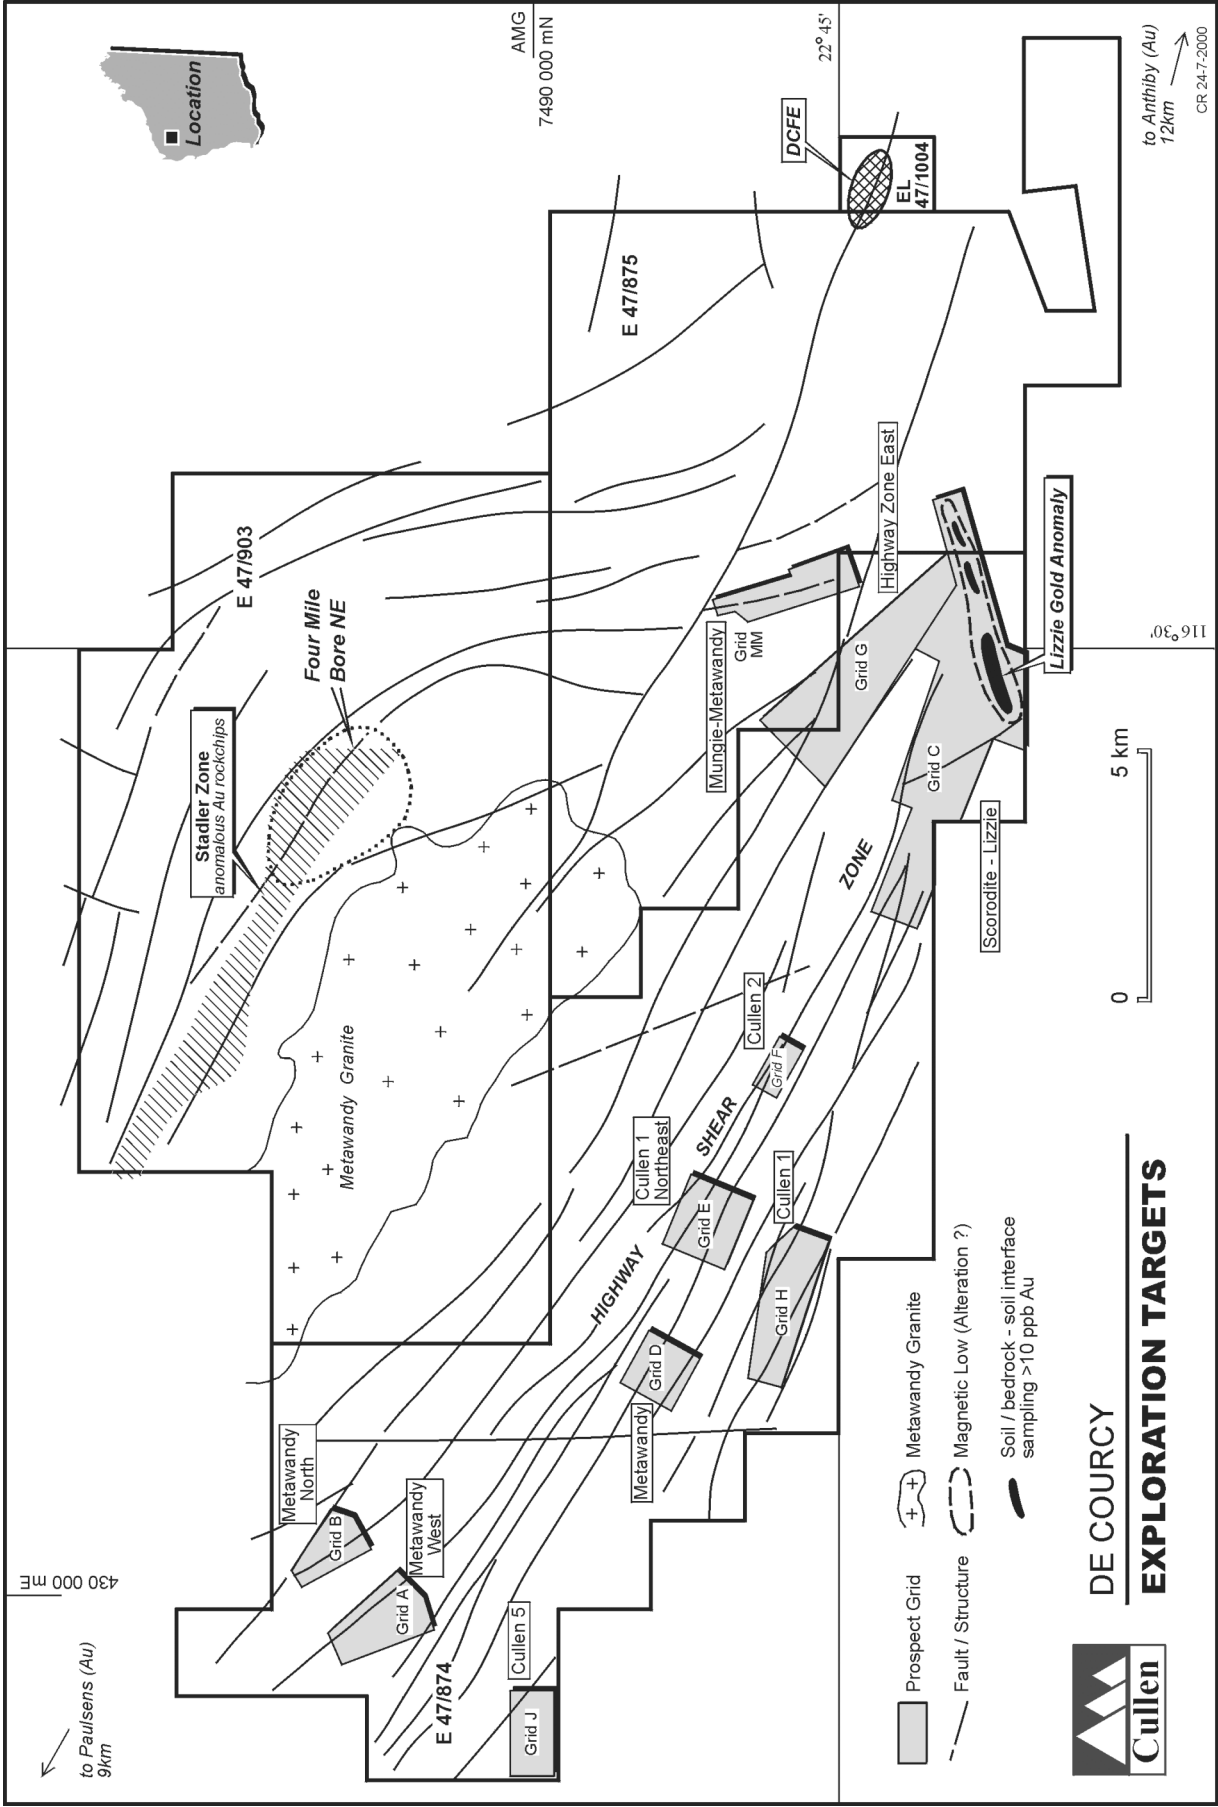 to Paulsens (Au)
9km
430 000 mE
116°30'
AMG
7490 000 mN
22° 45'
Location
E 47/903
Stadler Zone
anomalous Au rockchips
Four Mile
Bore NE
Metawandy Granite
E 47/875
DCFE
EL
47/1004
to Anthiby (Au)
12km
CR 24-7-2000
Metawandy
North
Grid B
Metawandy
West
Grid A
E 47/874
Cullen 5
Grid J
Metawandy
Grid D
HIGHWAY
SHEAR
ZONE
Cullen 1
Northeast
Grid E
Cullen 1
Grid H
Cullen 2
Grid F
Mungie-Metawandy
Grid
MM
Grid G
Highway Zone East
Grid C
Scorodite - Lizzie
Lizzie Gold Anomaly
0
5 km
Prospect Grid
Fault / Structure
Metawandy Granite
Magnetic Low (Alteration ?)
Soil / bedrock - soil interface
sampling >10 ppb Au
Cullen
DE COURCY
EXPLORATION TARGETS